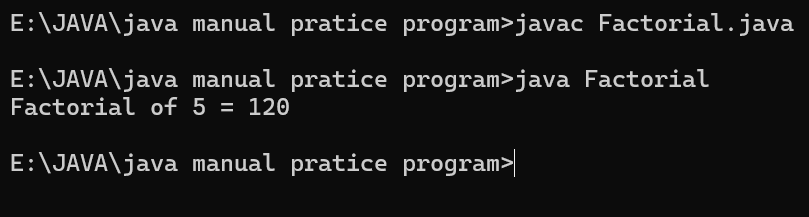 E:\JAVA\java manual pratice program>javac Factorial.java
E:\JAVA\java manual pratice program>java Factorial
Factorial of 5 = 120
E:\JAVA\java manual pratice program>